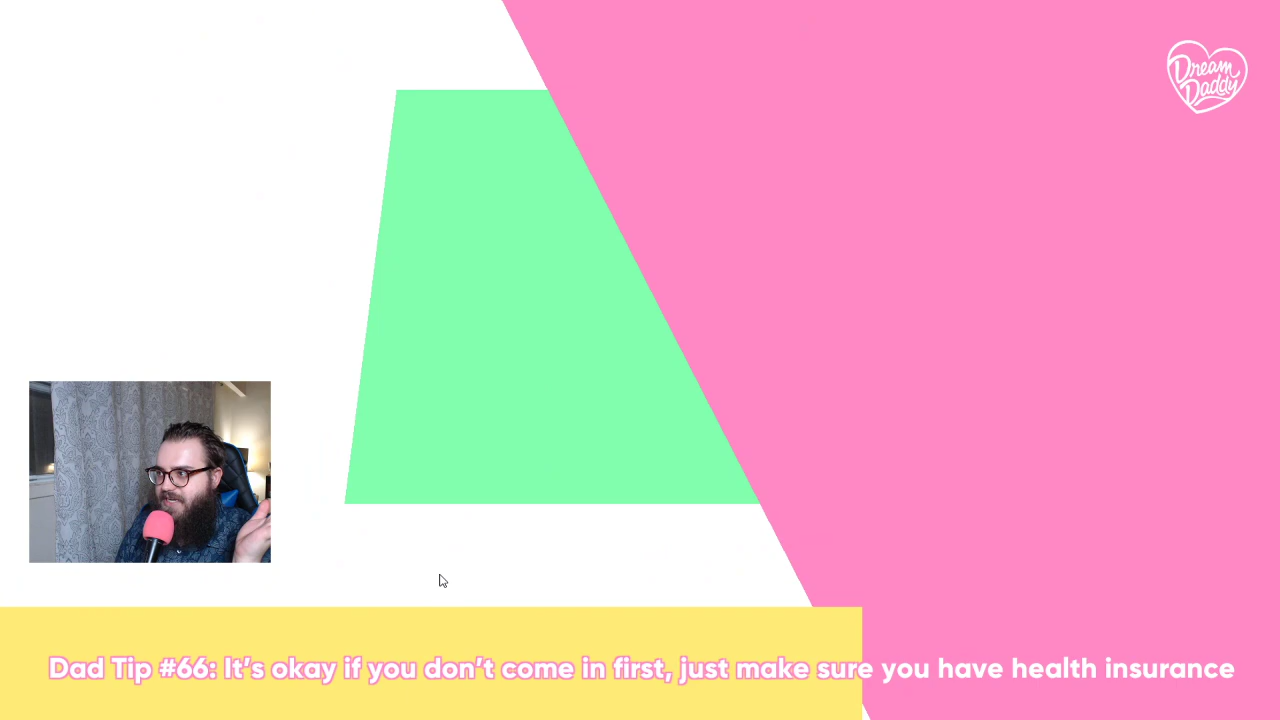 Dream
Daddy
Dad Tip #66: It's okay if you don't come in first, just make sure you have health insurance